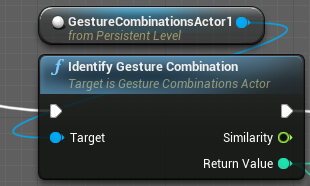 GestureCombinationsActor1
from Persistent Level
f Identify Gesture Combination
Target is Gesture Combinations Actor
Target
Similarity
Return Value